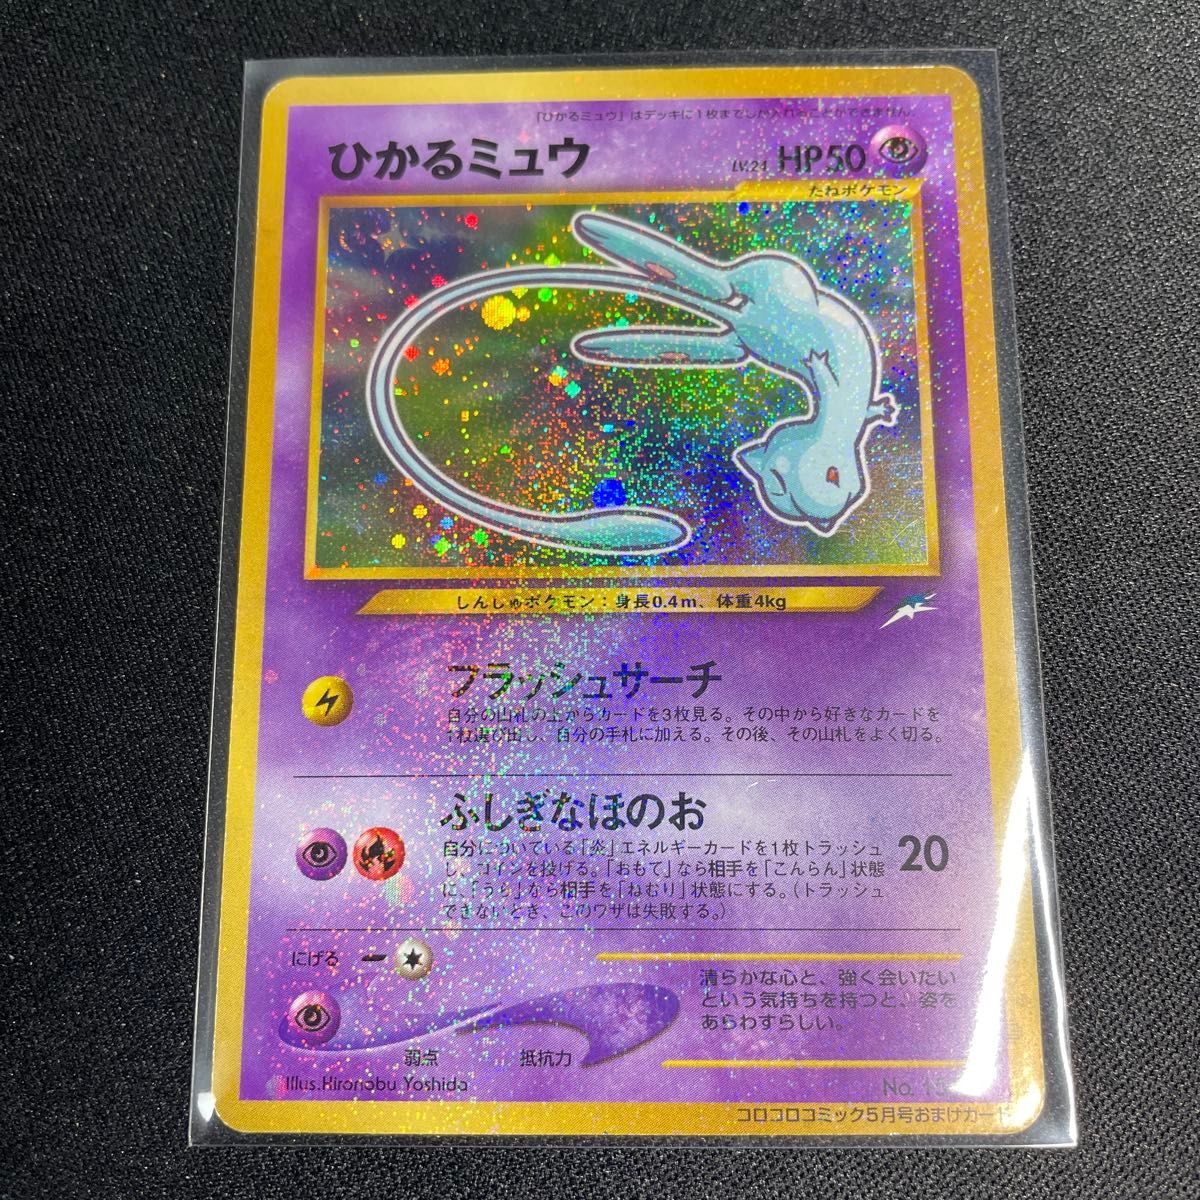 「ひかるミュウ」はデッキに1枚までしか入れることができません。
ひかるミュウ LV.24 HP50
たねポケモン
しんしゅポケモン：身長0.4m、体重4kg
フラッシュサーチ
自分の山札の上からカードを3枚見る。その中から好きなカードを
1枚選び出し、自分の手札に加える。その後、その山札をよく切る。
ふしぎなほのお 20
自分についている「炎」エネルギーカードを1枚トラッシュ
し、コインを投げる。「おもて」なら相手を「こんらん」状態
に、「うら」なら相手を「ねむり」状態にする。（トラッシュ
できないとき、このワザは失敗する。）
にげる
清らかな心と、強く会いたい
という気持ちを持つと、姿を
あらわすらしい。
弱点 抵抗力
Illus.Hironobu Yoshida No.
コロコロコミック5月号おまけカード